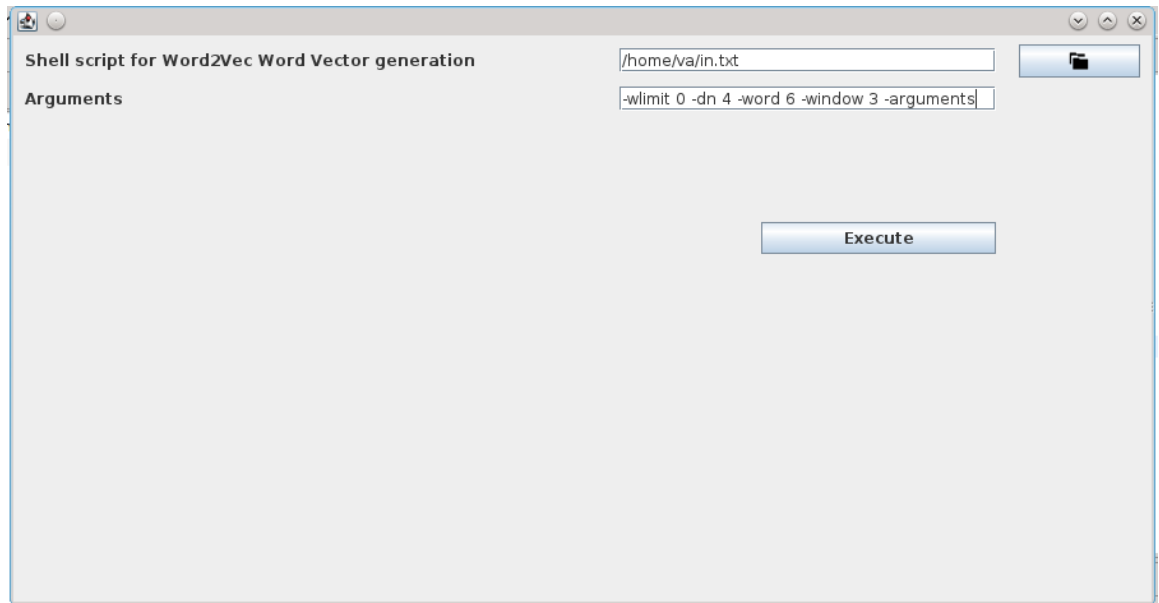 Shell script for Word2Vec Word Vector generation /home/va/in.txt
Arguments -wlimit 0 -dn 4 -word 6 -window 3 -arguments
Execute